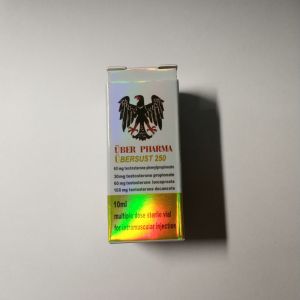 ÜBER PHARMA
ÜBERSUST 250
60 mg testosterone phenylpropionate
30mg testosterone propionate
60 mg testosterone isocaproate
100 mg testosterone decanoate
10ml
multiple dose sterile vial
for intramuscular injection